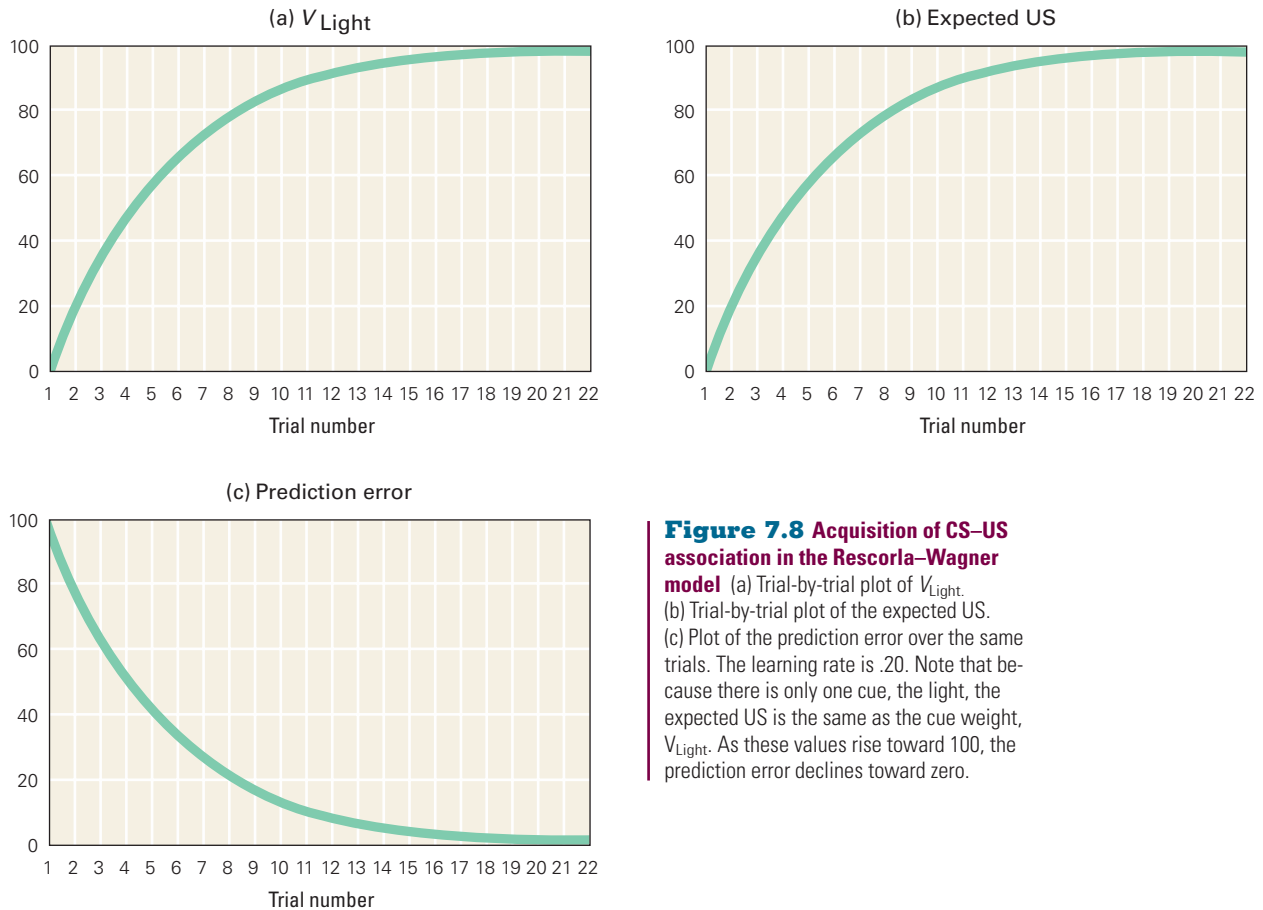 (a) V Light
100
80
60
40
20
0
1 2 3 4 5 6 7 8 9 10 11 12 13 14 15 16 17 18 19 20 21 22
Trial number
(b) Expected US
100
80
60
40
20
0
1 2 3 4 5 6 7 8 9 10 11 12 13 14 15 16 17 18 19 20 21 22
Trial number
(c) Prediction error
100
80
60
40
20
0
1 2 3 4 5 6 7 8 9 10 11 12 13 14 15 16 17 18 19 20 21 22
Trial number
Figure 7.8 Acquisition of CS–US
association in the Rescorla–Wagner
model (a) Trial-by-trial plot of VLight.
(b) Trial-by-trial plot of the expected US.
(c) Plot of the prediction error over the same
trials. The learning rate is .20. Note that be-
cause there is only one cue, the light, the
expected US is the same as the cue weight,
VLight. As these values rise toward 100, the
prediction error declines toward zero.